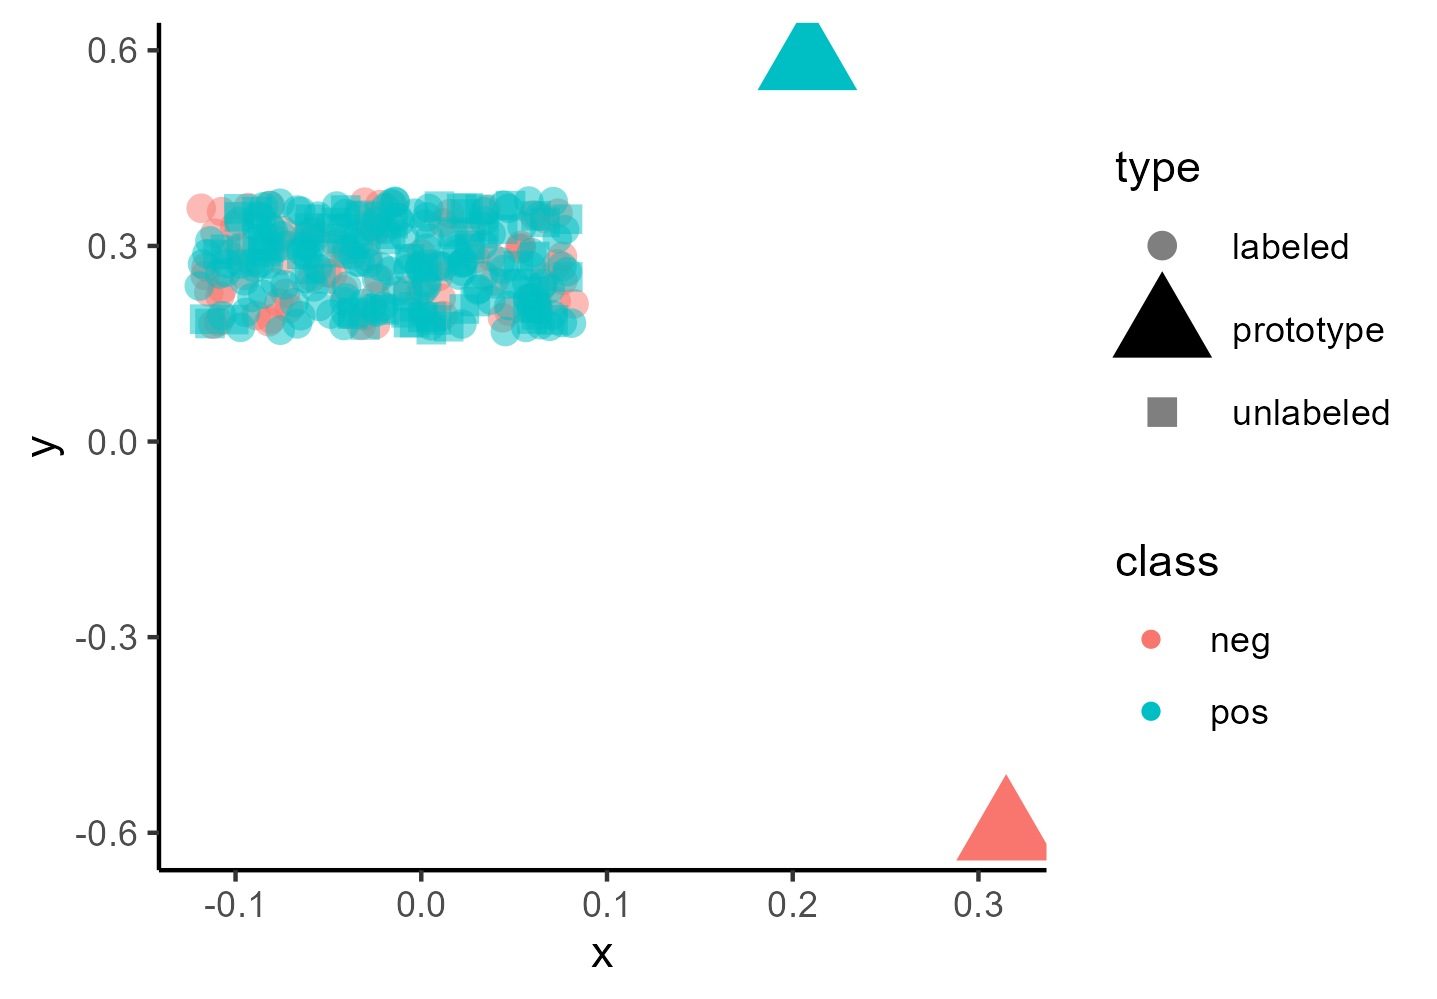 0.6
0.3
0.0
-0.3
-0.6
y
-0.1
0.0
0.1
0.2
0.3
x
type
labeled
prototype
unlabeled
class
neg
pos